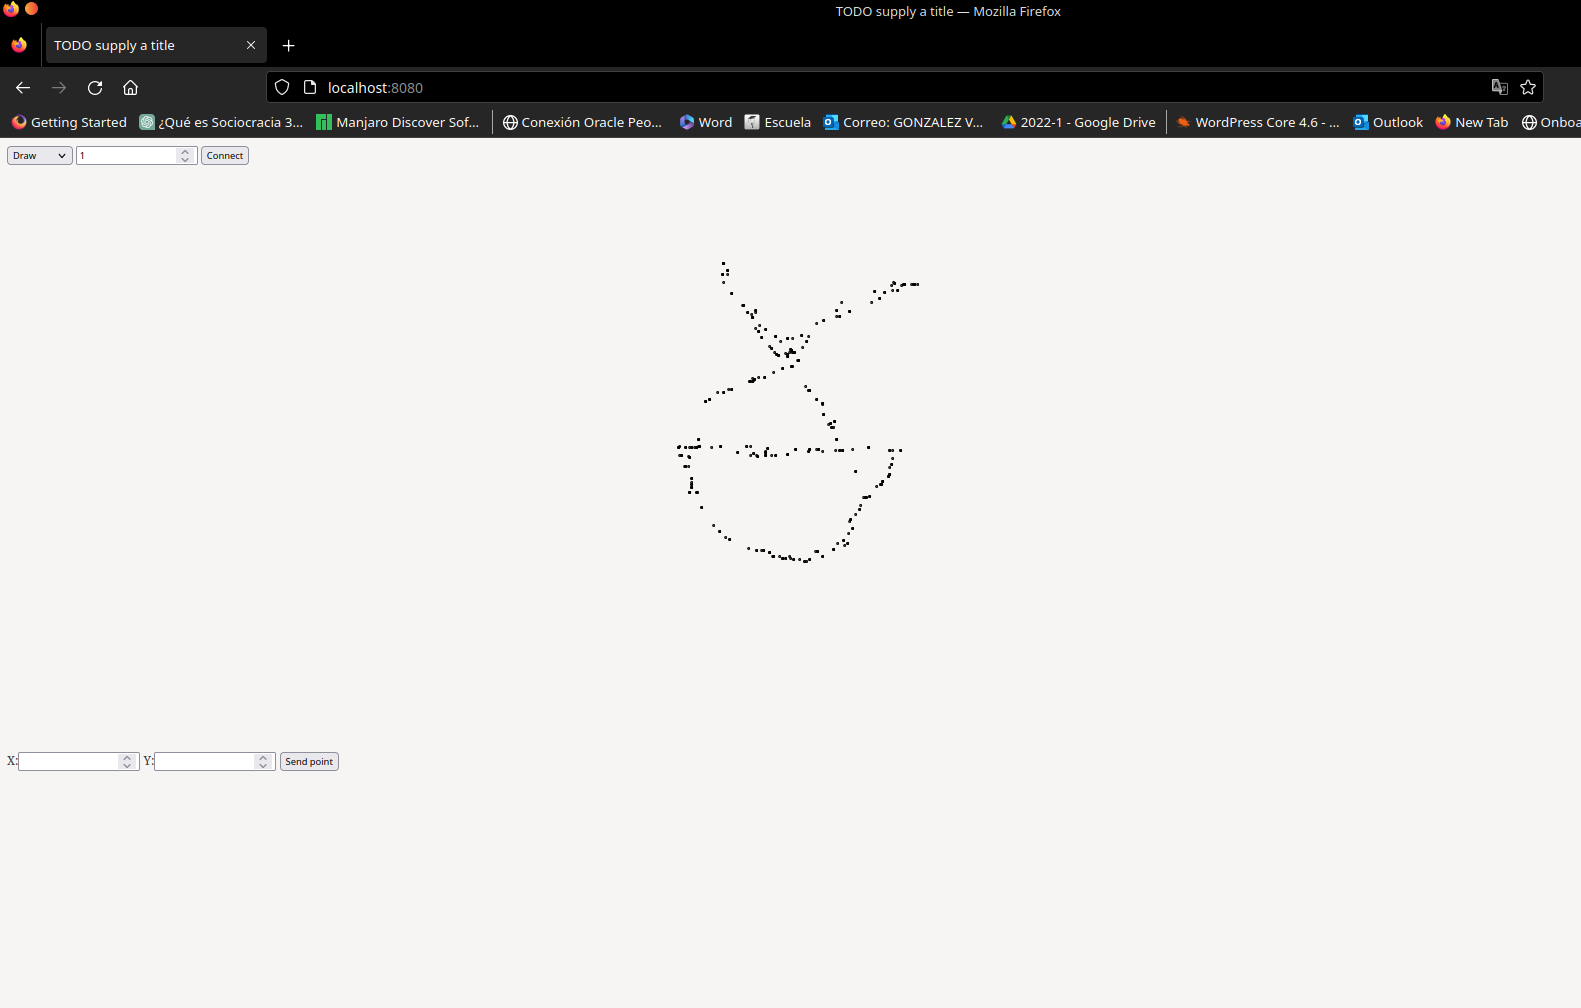 TODO supply a title — Mozilla Firefox
TODO supply a title
localhost:8080
Getting Started ¿Qué es Sociocracia 3... Manjaro Discover Sof... Conexión Oracle Peo... Word Escuela Correo: GONZALEZ V... 2022-1 - Google Drive WordPress Core 4.6 - ... Outlook New Tab Onboa
Draw 1 Connect
X: Y: Send point